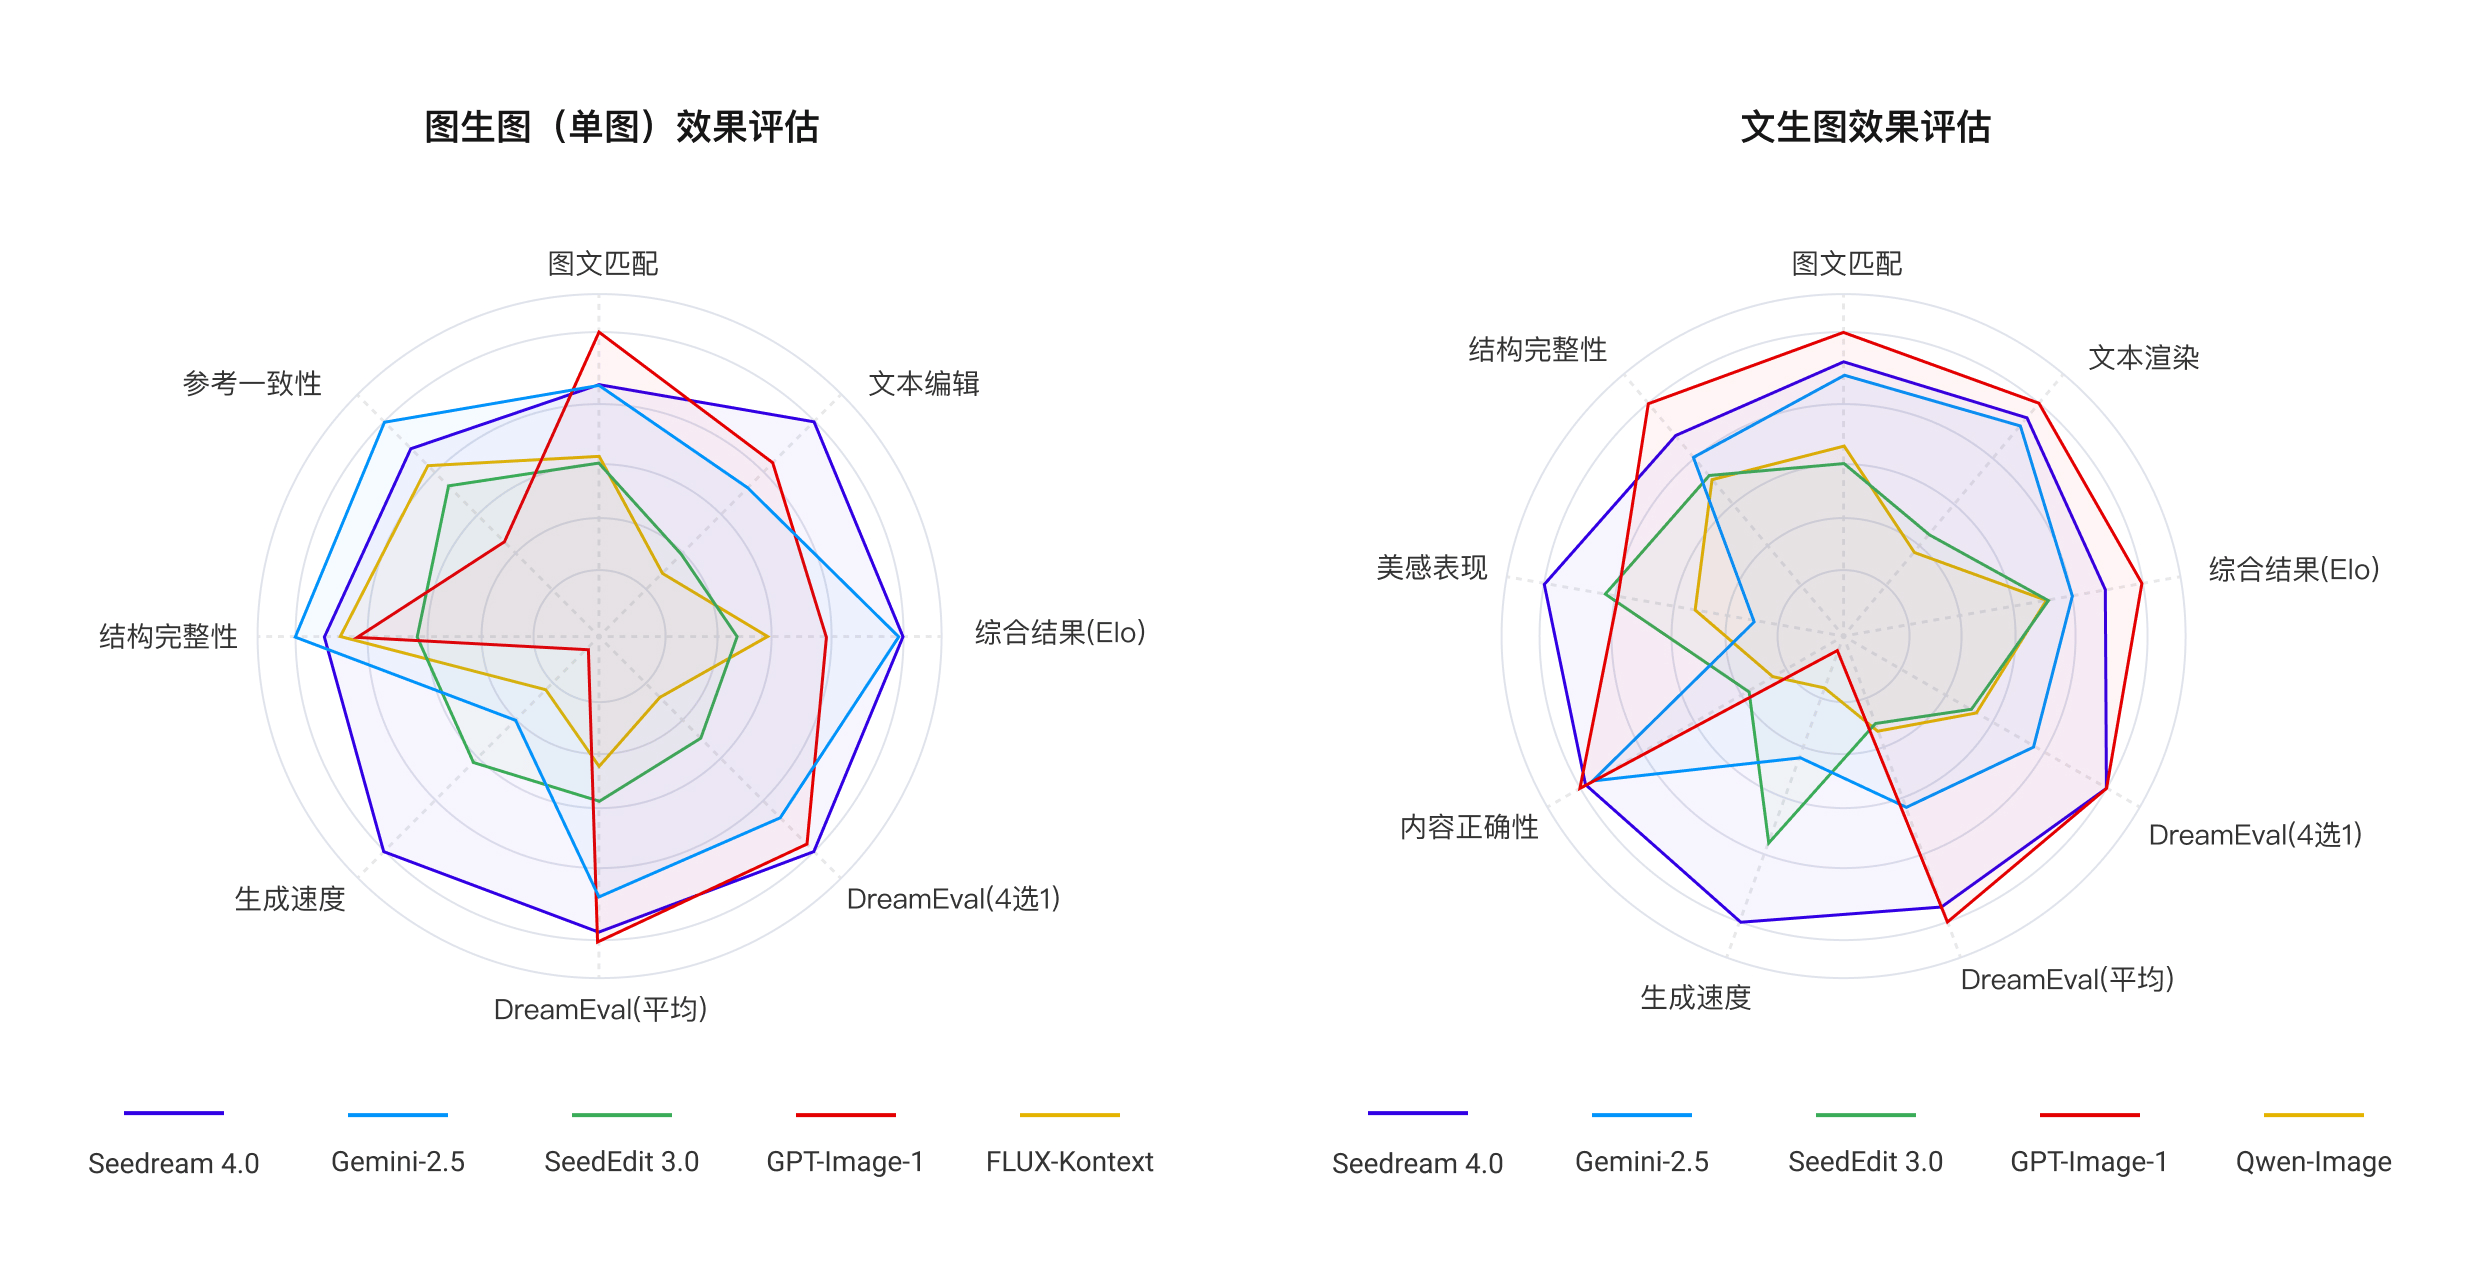 图生图（单图）效果评估
图文匹配
参考一致性
文本编辑
结构完整性
综合结果(Elo)
生成速度
DreamEval(4选1)
DreamEval(平均)
Seedream 4.0
Gemini-2.5
SeedEdit 3.0
GPT-Image-1
FLUX-Kontext
文生图效果评估
图文匹配
结构完整性
文本渲染
美感表现
综合结果(Elo)
内容正确性
DreamEval(4选1)
生成速度
DreamEval(平均)
Seedream 4.0
Gemini-2.5
SeedEdit 3.0
GPT-Image-1
Qwen-Image